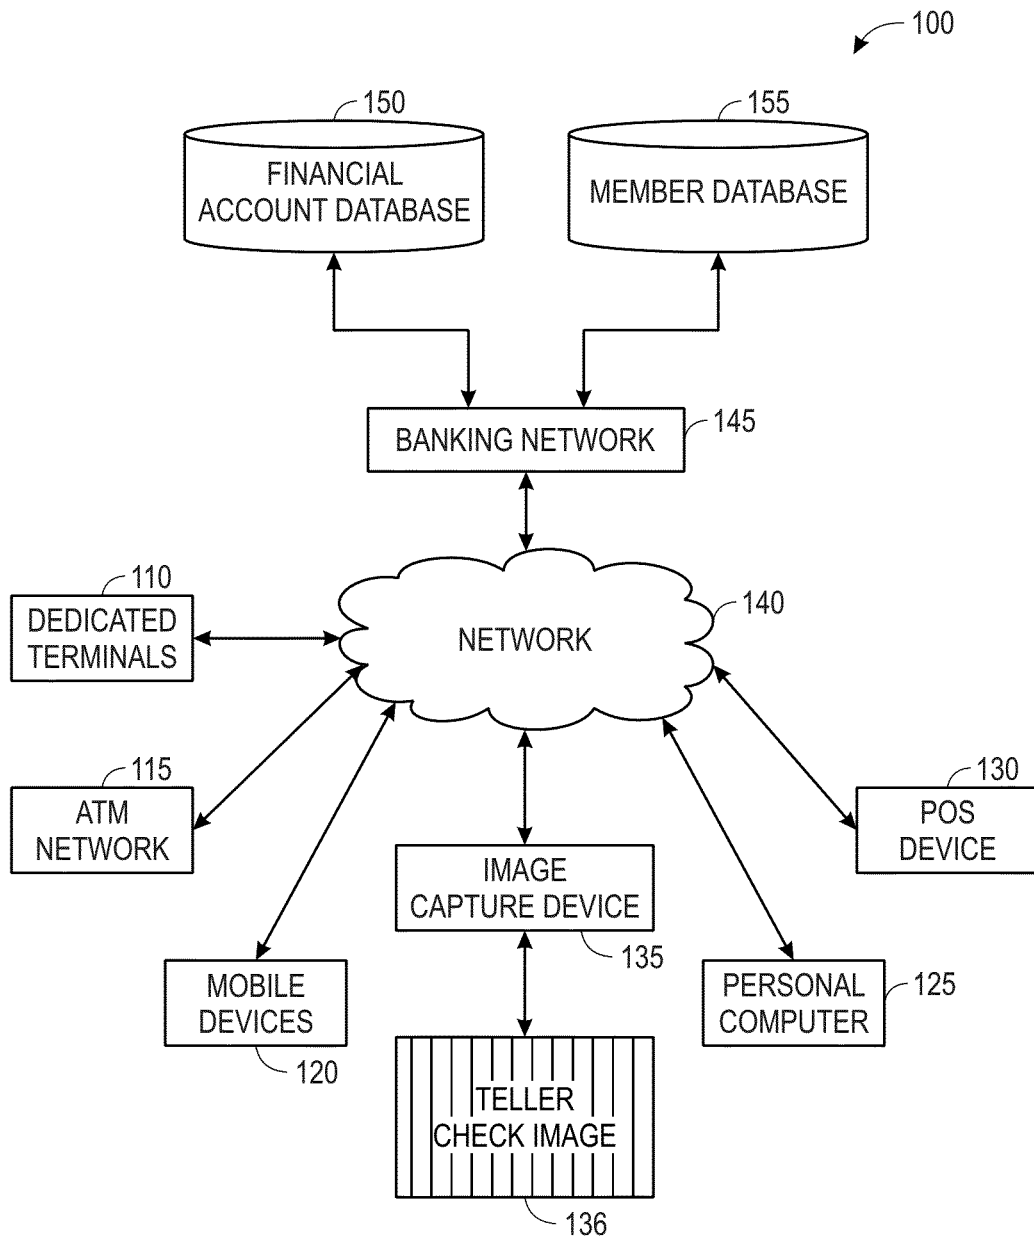 100
150
155
FINANCIAL
ACCOUNT DATABASE
MEMBER DATABASE
145
BANKING NETWORK
110
DEDICATED
TERMINALS
140
NETWORK
115
ATM
NETWORK
130
POS
DEVICE
IMAGE
CAPTURE DEVICE
135
MOBILE
DEVICES
120
PERSONAL
COMPUTER
125
TELLER
CHECK IMAGE
136